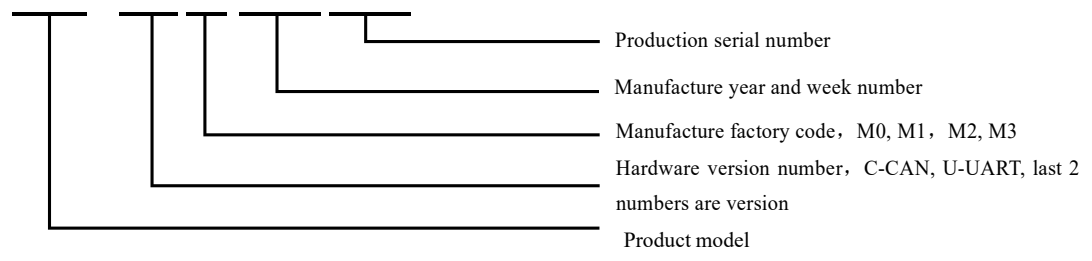 Production serial number
Manufacture year and week number
Manufacture factory code，M0, M1，M2, M3
Hardware version number，C-CAN, U-UART, last 2
numbers are version
Product model